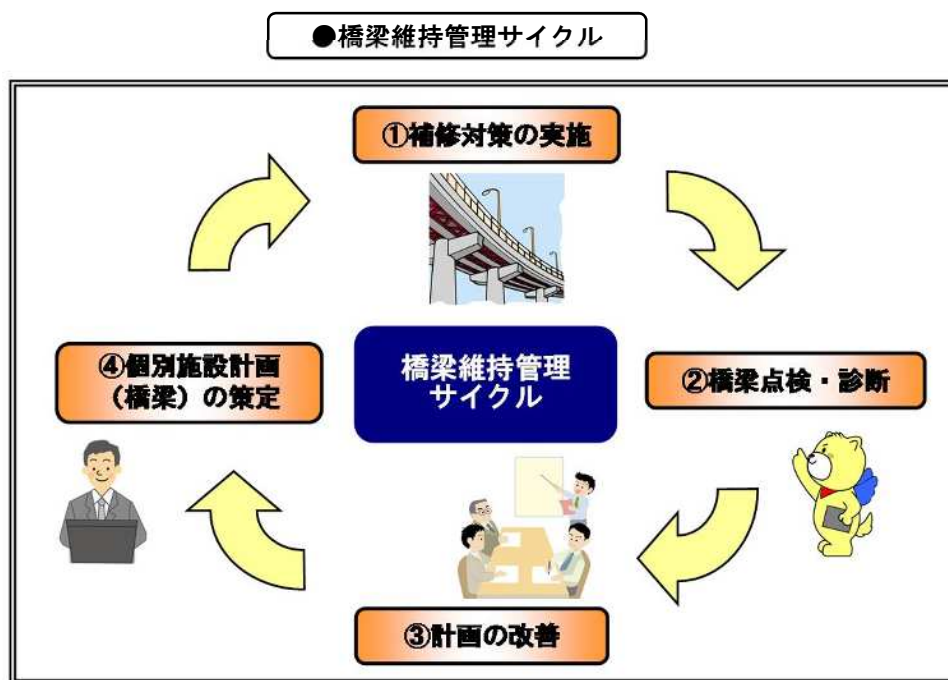 ●橋梁維持管理サイクル
①補修対策の実施
④個別施設計画
（橋梁）の策定
橋梁維持管理
サイクル
②橋梁点検・診断
③計画の改善